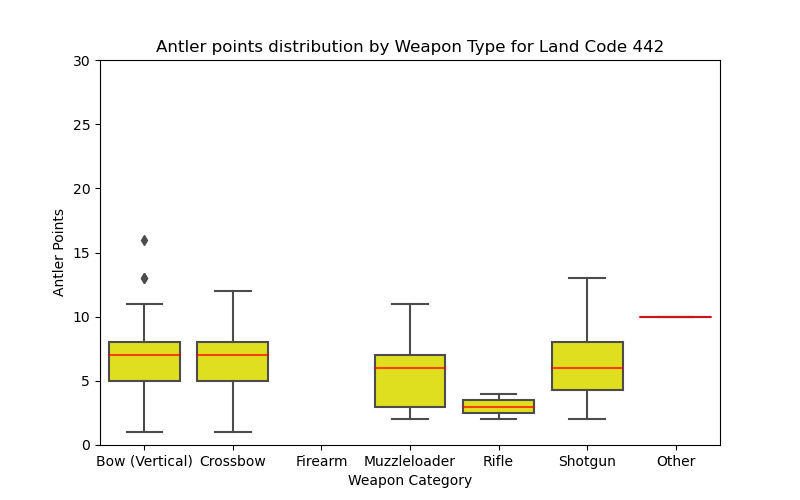 Antler points distribution by Weapon Type for Land Code 442
30
25
20
15
10
5
0
Antler Points
Bow (Vertical) Crossbow Firearm Muzzleloader Rifle Shotgun Other
Weapon Category